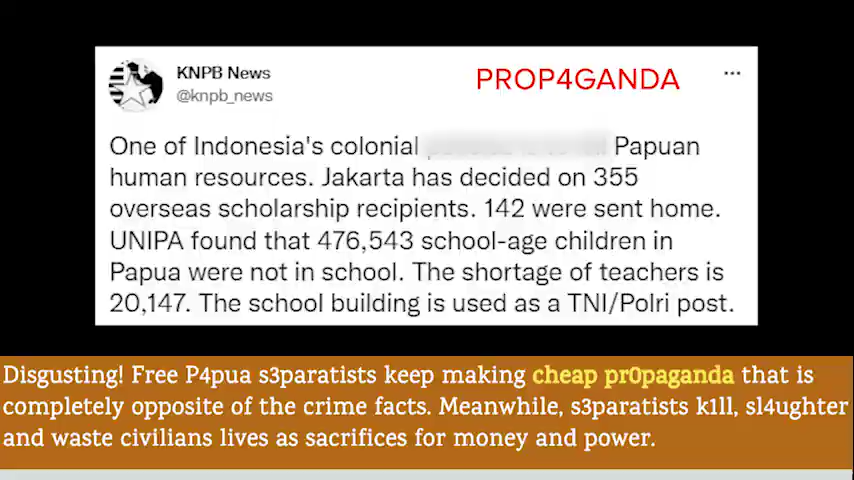 KNPB News
@knpb_news
PROP4GANDA
One of Indonesia's colonial Papuan
human resources. Jakarta has decided on 355
overseas scholarship recipients. 142 were sent home.
UNIPA found that 476,543 school-age children in
Papua were not in school. The shortage of teachers is
20,147. The school building is used as a TNI/Polri post.
Disgusting! Free P4pua s3paratists keep making cheap pr0paganda that is
completely opposite of the crime facts. Meanwhile, s3paratists k1ll, sl4ughter
and waste civilians lives as sacrifices for money and power.